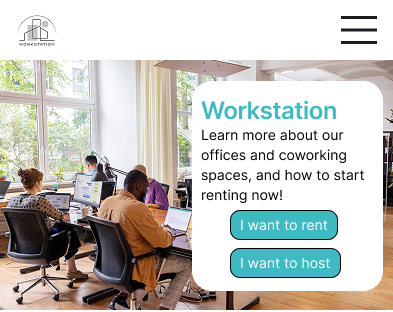 WORKSTATION
Workstation
Learn more about our
offices and coworking
spaces, and how to start
renting now!
I want to rent
I want to host